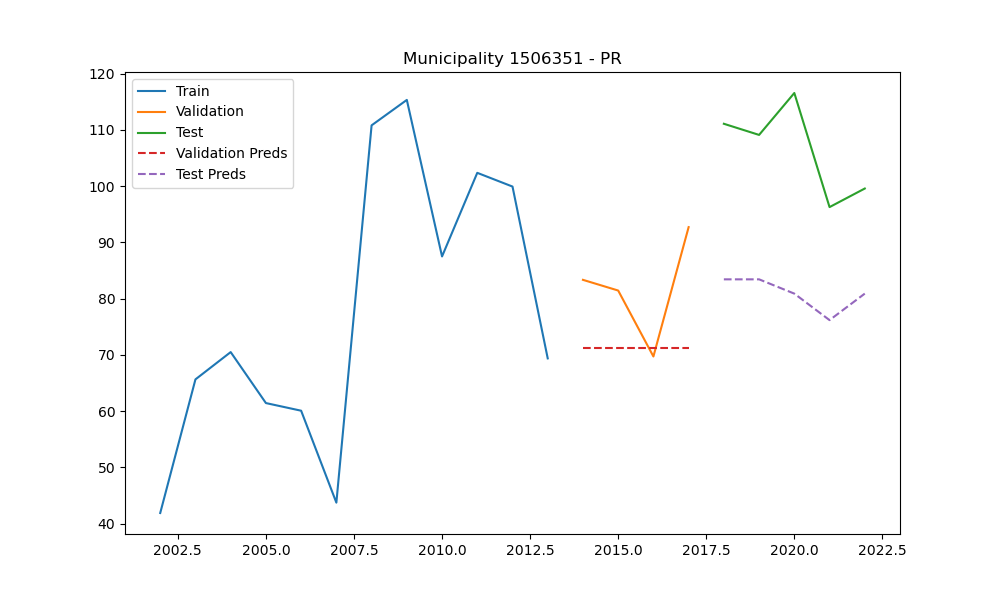 Municipality 1506351 - PR
120
110
100
90
80
70
60
50
40
Train
Validation
Test
Validation Preds
Test Preds
2002.5 2005.0 2007.5 2010.0 2012.5 2015.0 2017.5 2020.0 2022.5